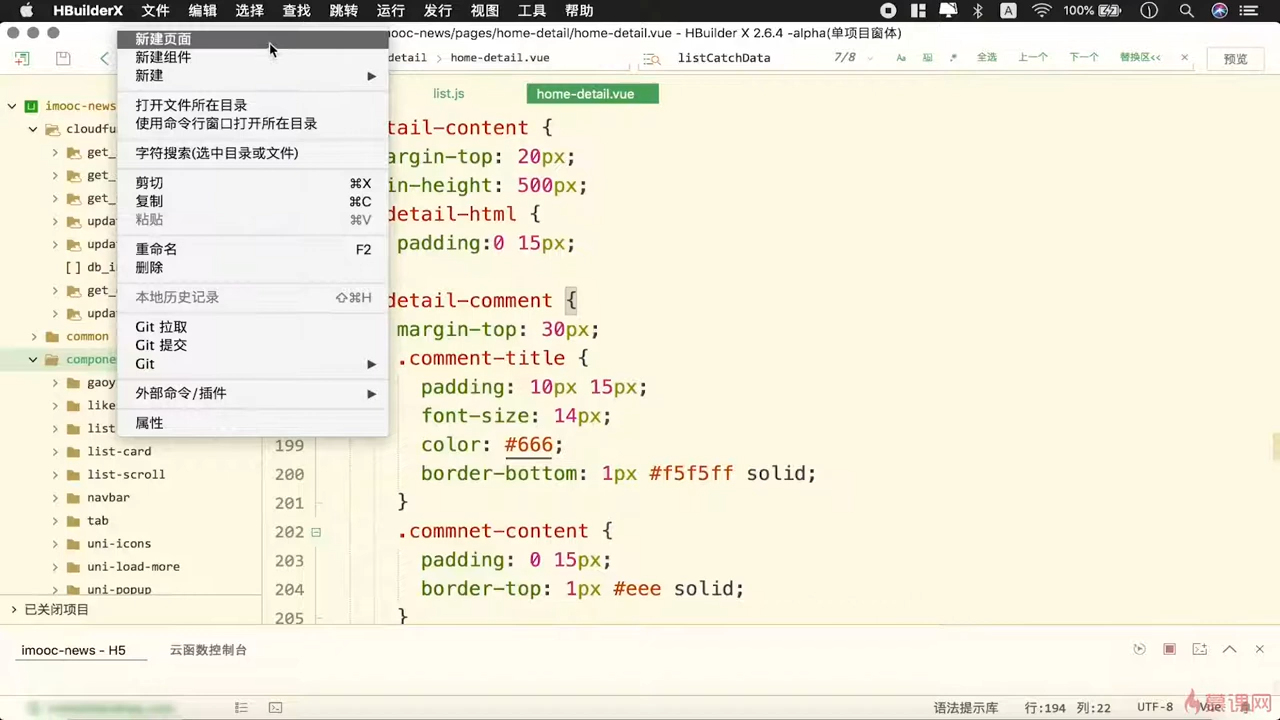 HBuilderX 文件 编辑 选择 查找 跳转 运行 发行 视图 工具 帮助 100%
imooc-news/pages/home-detail/home-detail.vue - HBuilder X 2.6.4 -alpha(单项目窗体)
detail > home-detail.vue listCatchData 7/8 Aa .* 全选 上一个 下一个 替换区<< 预览
list.js home-detail.vue
新建页面
新建组件
新建
打开文件所在目录
使用命令行窗口打开所在目录
字符搜索(选中目录或文件)
剪切 ⌘X
复制 ⌘C
粘贴 ⌘V
重命名 F2
删除
本地历史记录 ⇧⌘H
Git 拉取
Git 提交
Git
外部命令/插件
属性
imooc-news
cloudfu
get_
get_
get_
upda
upda
[ ] db_i
get_
upda
common
compone
gaoy
like
list
list-card
list-scroll
navbar
tab
uni-icons
uni-load-more
uni-popup
已关闭项目
tail-content {
argin-top: 20px;
in-height: 500px;
detail-html {
padding:0 15px;
detail-comment {
margin-top: 30px;
.comment-title {
padding: 10px 15px;
font-size: 14px;
199 color: #666;
200 border-bottom: 1px #f5f5ff solid;
201 }
202 .commnet-content {
203 padding: 0 15px;
204 border-top: 1px #eee solid;
205 }
imooc-news - H5 云函数控制台
语法提示库 行:194 列:22 UTF-8 Vue
慕课网